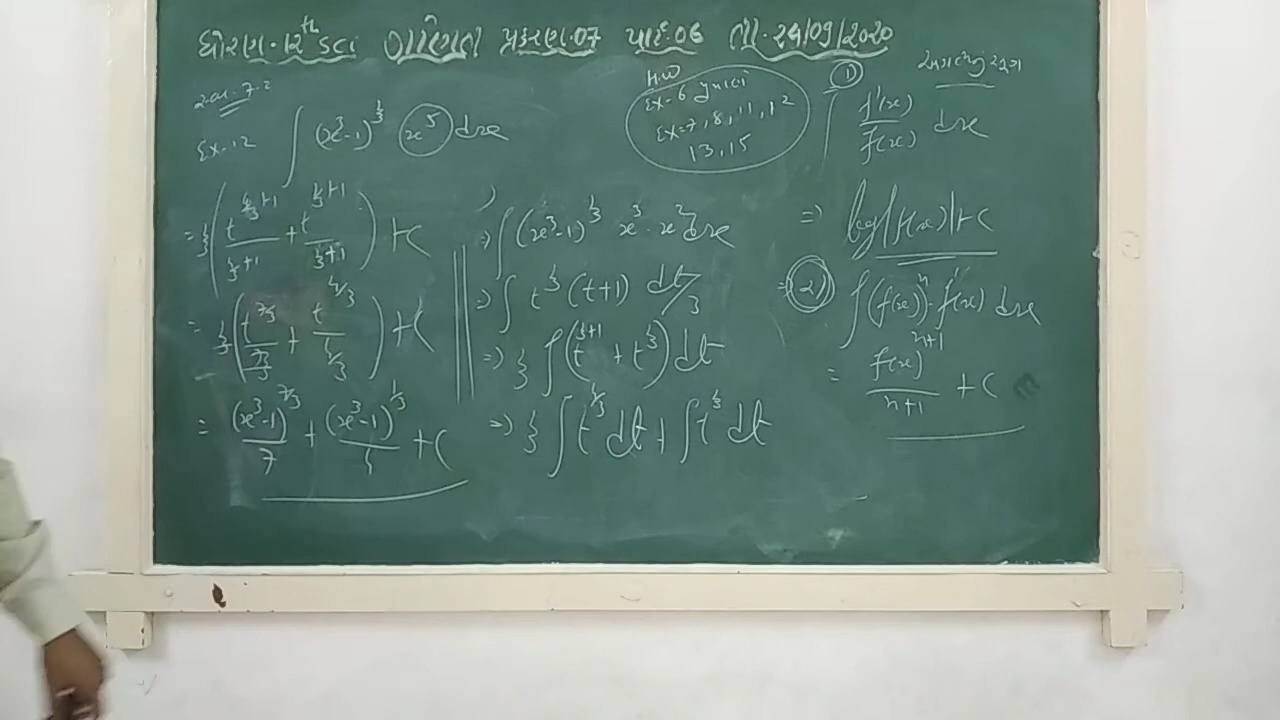 ધોરણ-12th sci ગણિત પ્રકરણ-07 પાર્ટ-06 તા-29/09/2020
Ex-12 ∫ (x³-1)^{1/3} x⁵ dx
⇒ ∫ (x³-1)^{1/3} x³ · x² dx
⇒ ∫ t^{1/3} (t+1) dt/3
⇒ 1/3 ∫ (t^{1/3+1} + t^{1/3}) dt
⇒ 1/3 ∫ t^{4/3} dt + ∫ t^{1/3} dt
= 1/3 ( t^{4/3+1} / (4/3+1) + t^{1/3+1} / (1/3+1) ) + C
= 1/3 ( t^{7/3} / (7/3) + t^{4/3} / (4/3) ) + C
= (x³-1)^{7/3} / 7 + (x³-1)^{1/3} / 4 + C
H.W
Ex-6
Ex=7, 8, 11, 12
13, 15
① ∫ f'(x)/f(x) dx
⇒ log|f(x)|+C
⇒ (2) ∫ (f(x))^n · f'(x) dx
= f(x)^{n+1} / (n+1) + C